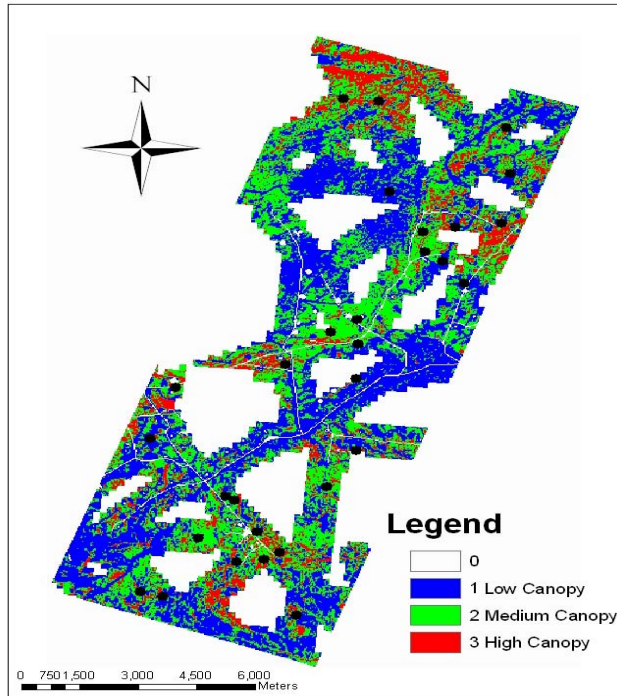 N
Legend
0
1 Low Canopy
2 Medium Canopy
3 High Canopy
0 750 1,500 3,000 4,500 6,000
Meters